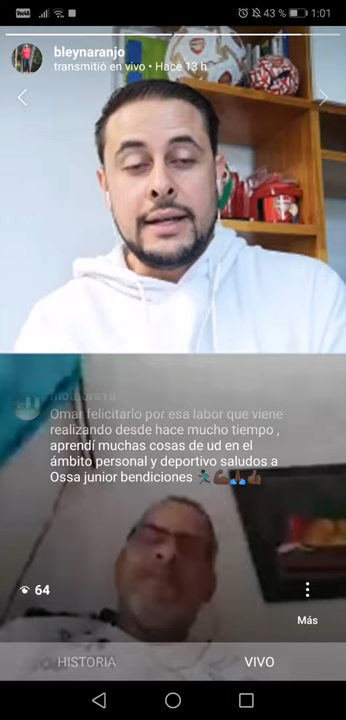 43 % 1:01
bleynaranjo
transmitió en vivo • Hace 13 h
Omar felicitarlo por esa labor que viene
realizando desde hace mucho tiempo ,
aprendí muchas cosas de ud en el
ámbito personal y deportivo saludos a
Ossa junior bendiciones 🏃🏿‍♂️💪🏿🙏🏿👍🏿
64
Más
HISTORIA
VIVO